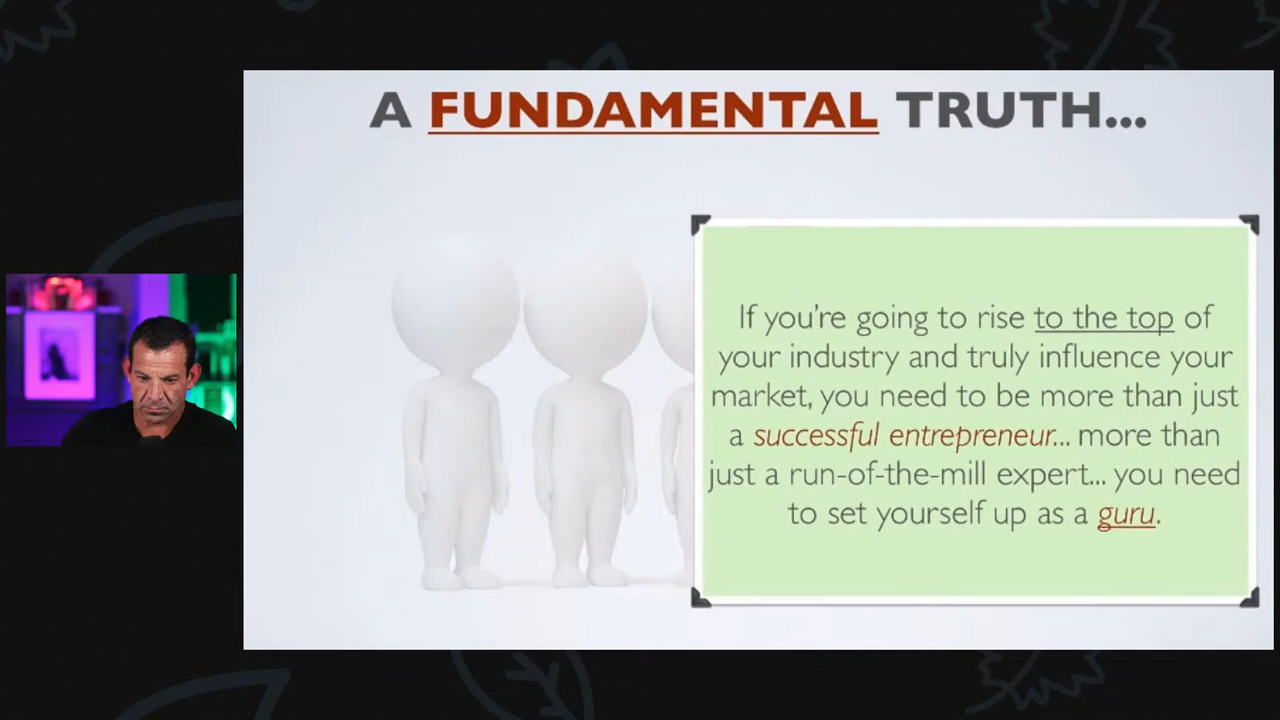 A FUNDAMENTAL TRUTH...
If you're going to rise to the top of
your industry and truly influence your
market, you need to be more than just
a successful entrepreneur... more than
just a run-of-the-mill expert... you need
to set yourself up as a guru.